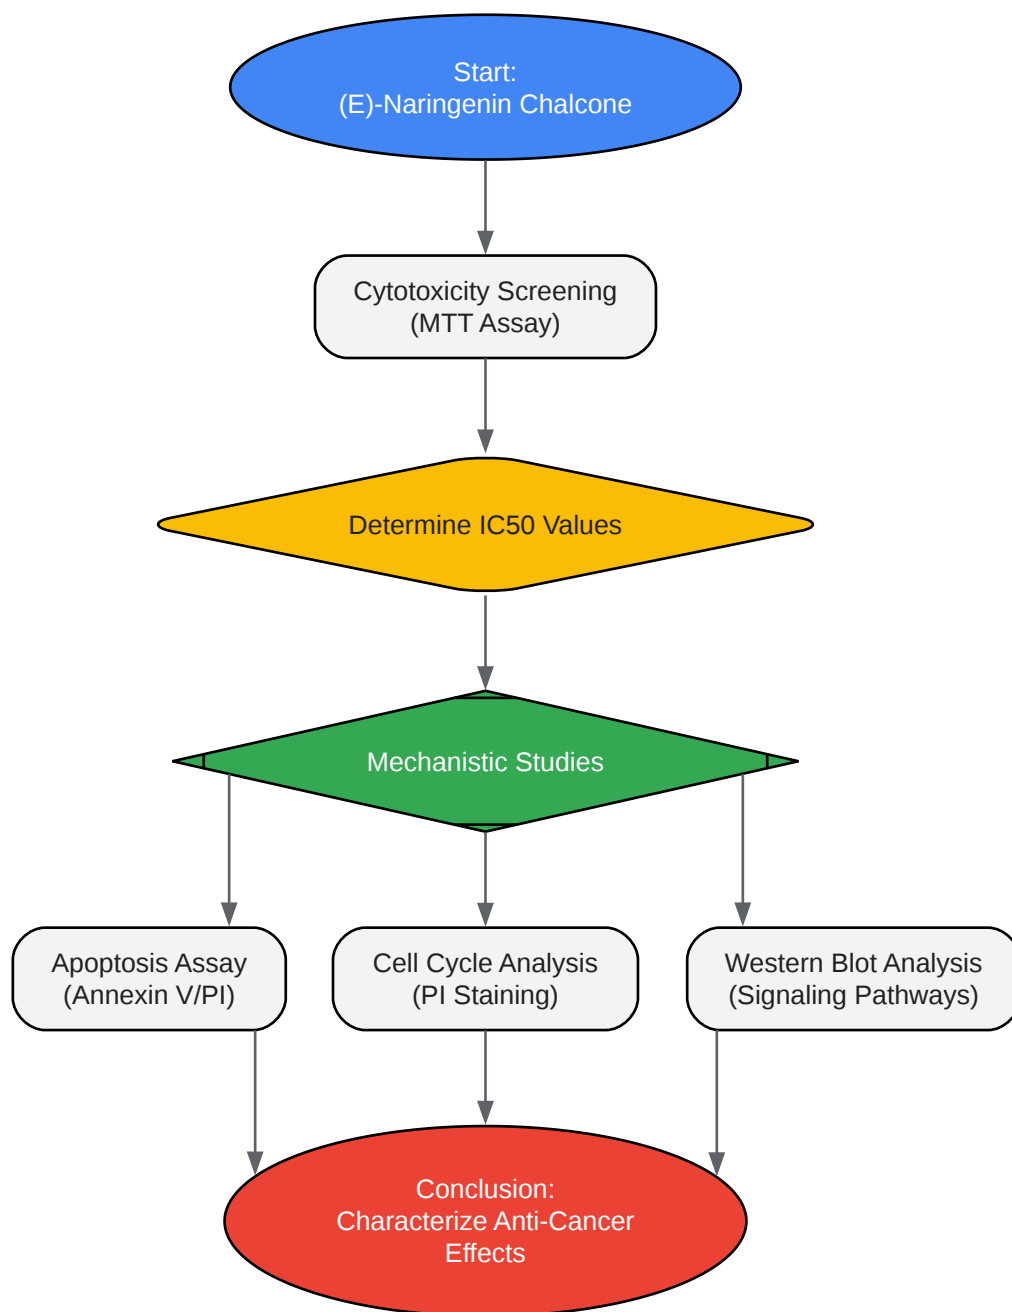 Start:
(E)-Naringenin Chalcone
Cytotoxicity Screening
(MTT Assay)
Determine IC50 Values
Mechanistic Studies
Apoptosis Assay
(Annexin V/PI)
Cell Cycle Analysis
(PI Staining)
Western Blot Analysis
(Signaling Pathways)
Conclusion:
Characterize Anti-Cancer
Effects